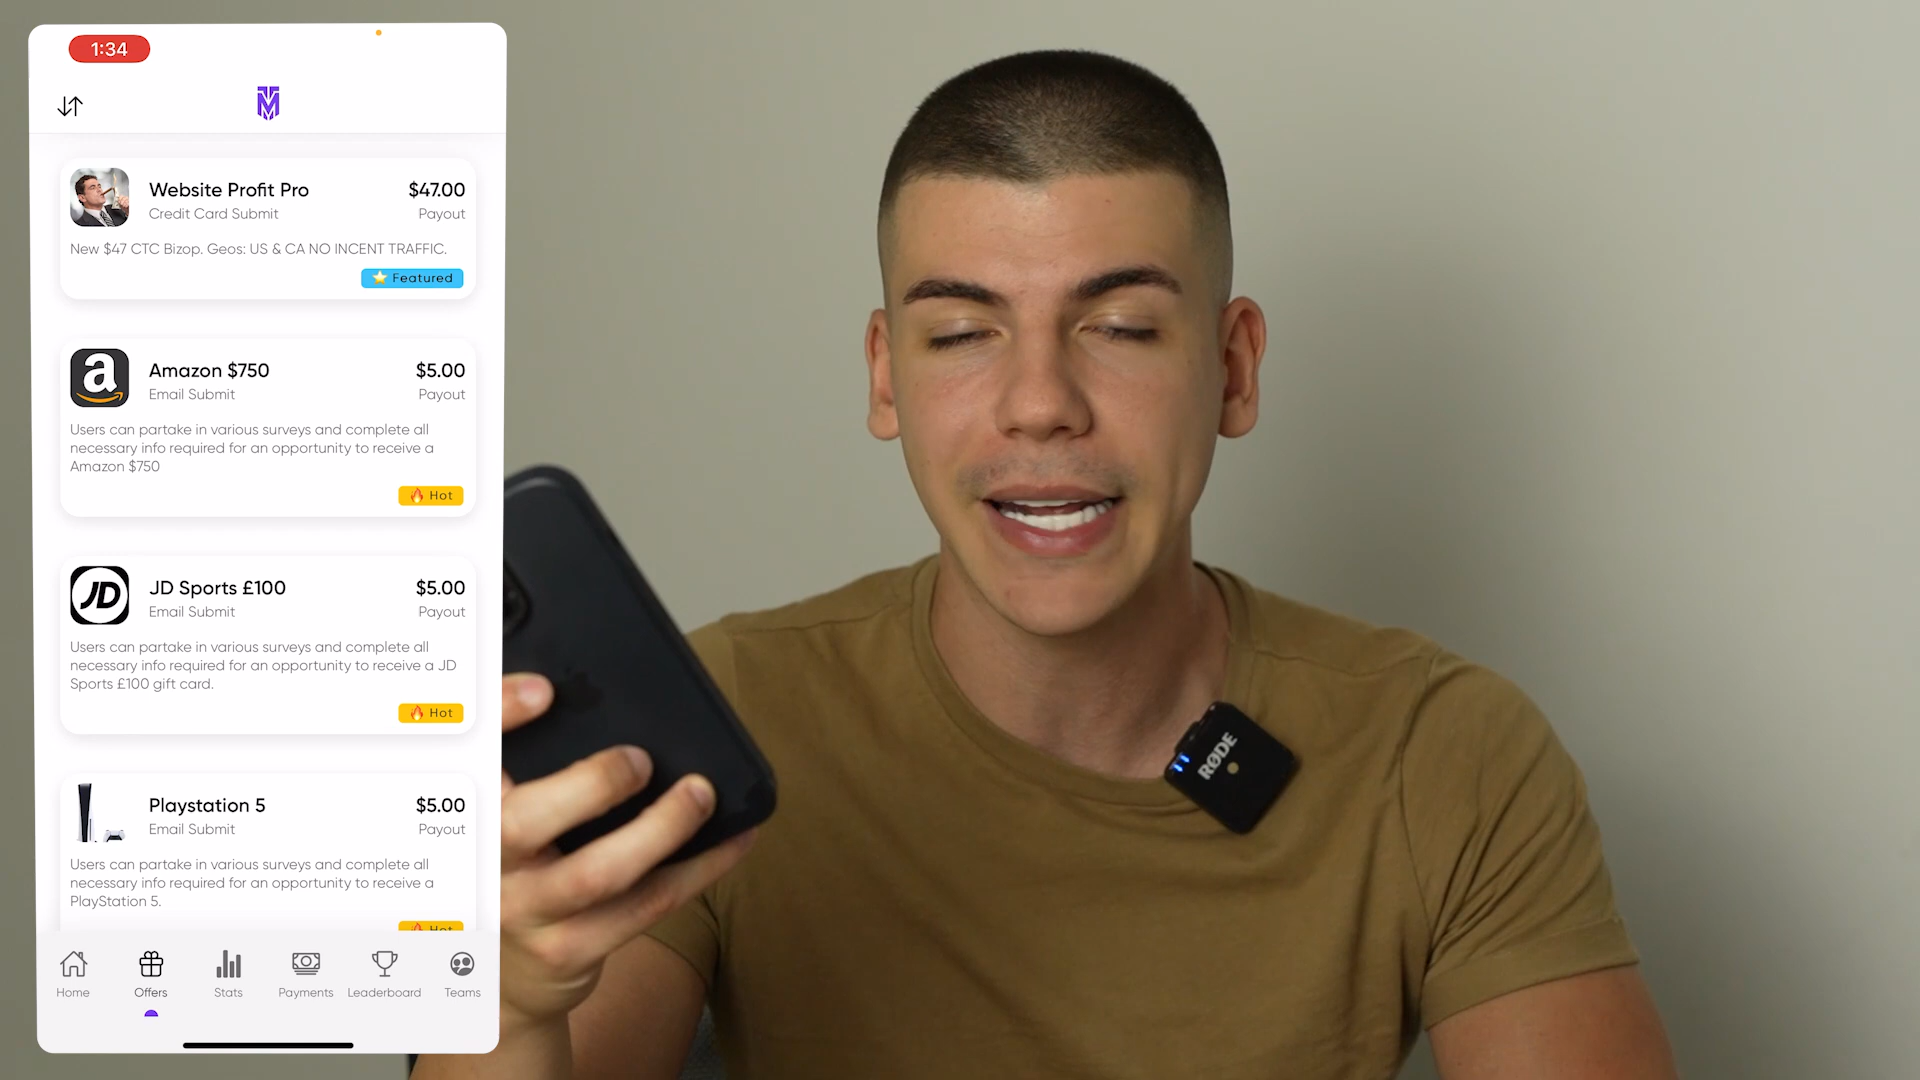 1:34
Website Profit Pro
$47.00
Credit Card Submit
Payout
New $47 CTC Bizop. Geos: US & CA NO INCENT TRAFFIC.
⭐ Featured
Amazon $750
$5.00
Email Submit
Payout
Users can partake in various surveys and complete all
necessary info required for an opportunity to receive a
Amazon $750
🔥 Hot
JD
JD Sports £100
$5.00
Email Submit
Payout
Users can partake in various surveys and complete all
necessary info required for an opportunity to receive a JD
Sports £100 gift card.
🔥 Hot
Playstation 5
$5.00
Email Submit
Payout
Users can partake in various surveys and complete all
necessary info required for an opportunity to receive a
PlayStation 5.
🔥 Hot
Home
Offers
Stats
Payments
Leaderboard
Teams
RØDE